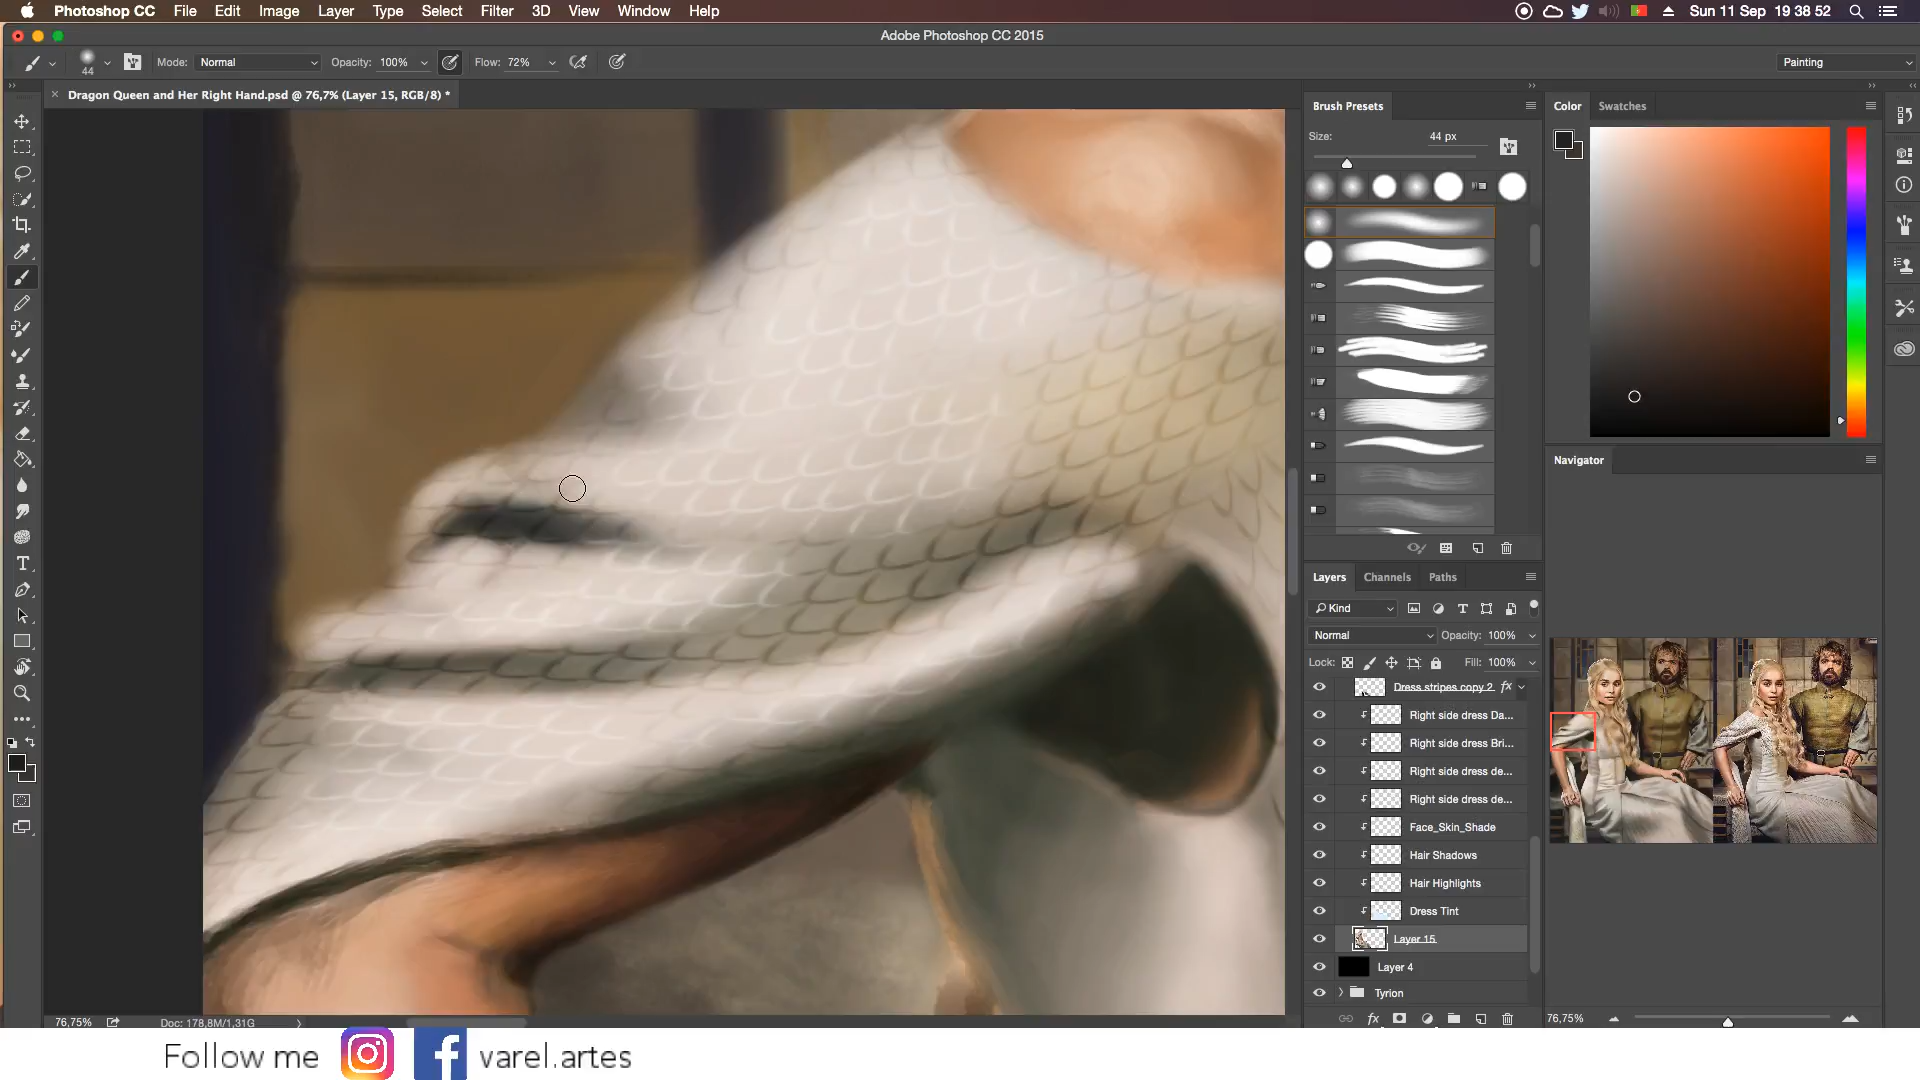 Photoshop CC File Edit Image Layer Type Select Filter 3D View Window Help Sun 11 Sep 19 38 52
Adobe Photoshop CC 2015
44 Mode: Normal Opacity: 100% Flow: 72% Painting
Dragon Queen and Her Right Hand.psd @ 76,7% (Layer 15, RGB/8) *
Brush Presets
Size: 44 px
Color Swatches
Navigator
Layers Channels Paths
Kind
Normal Opacity: 100%
Lock: Fill: 100%
Dress stripes copy 2 fx
Right side dress Da...
Right side dress Bri...
Right side dress de...
Right side dress de...
Face_Skin_Shade
Hair Shadows
Hair Highlights
Dress Tint
Layer 15
Layer 4
Tyrion
fx
76,75%
76,75% Doc: 178,8M/1,31G
Follow me varel.artes